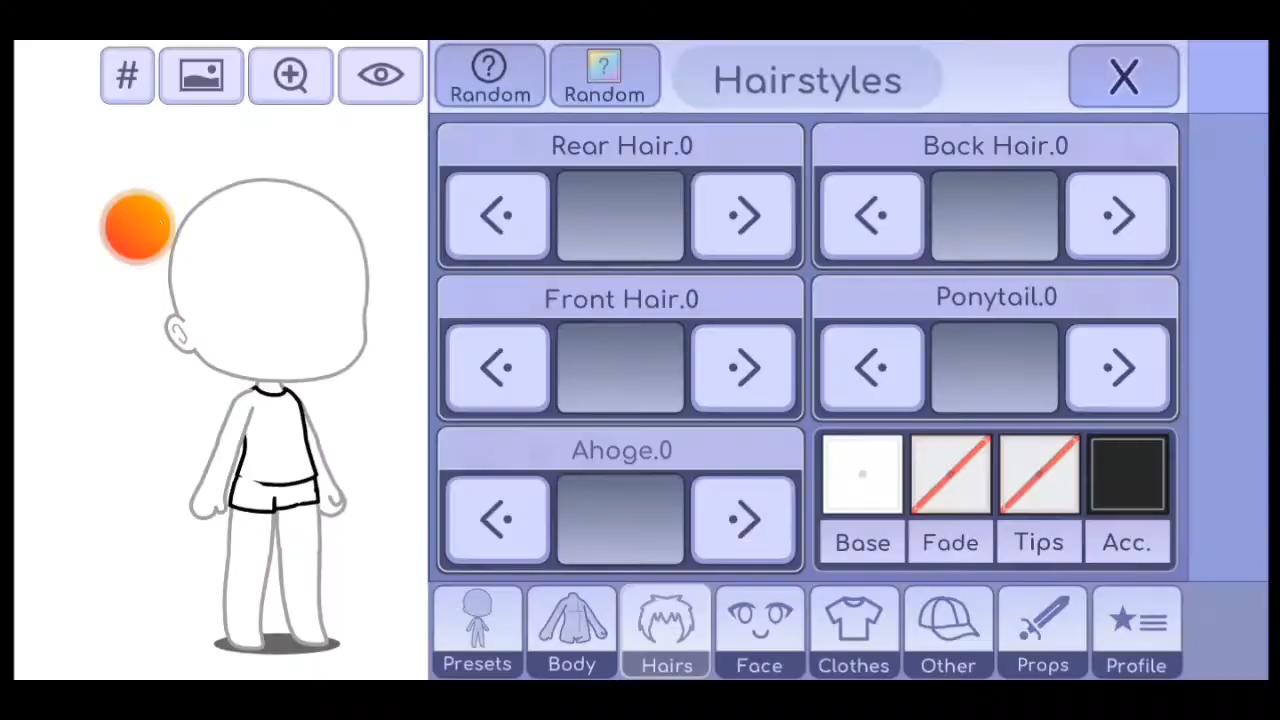 #
? Random
? Random
Hairstyles
X
Rear Hair.0
Back Hair.0
Front Hair.0
Ponytail.0
Ahoge.0
Base
Fade
Tips
Acc.
Presets
Body
Hairs
Face
Clothes
Other
Props
Profile